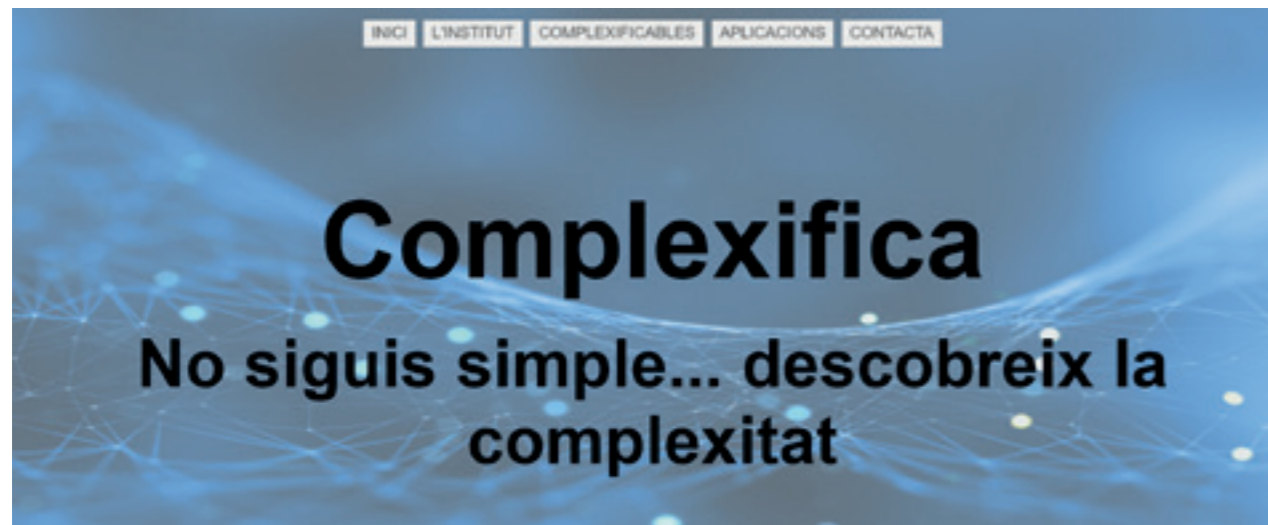 INICI L'INSTITUT COMPLEXIFICABLES APLICACIONS CONTACTA
Complexifica
No siguis simple... descobreix la
complexitat